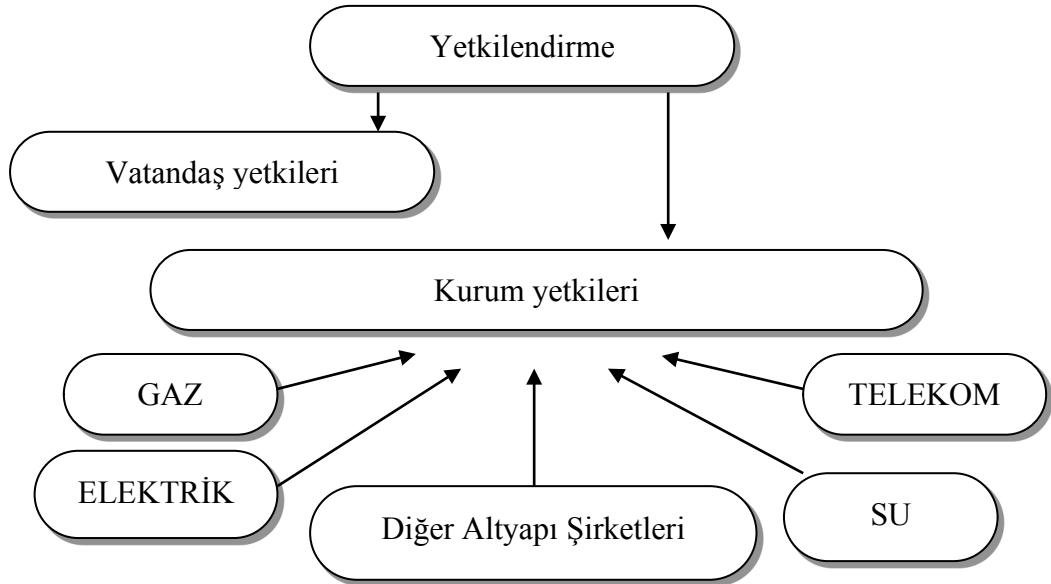 Yetkilendirme
Vatandaş yetkileri
Kurum yetkileri
GAZ
TELEKOM
ELEKTRİK
Diğer Altyapı Şirketleri
SU